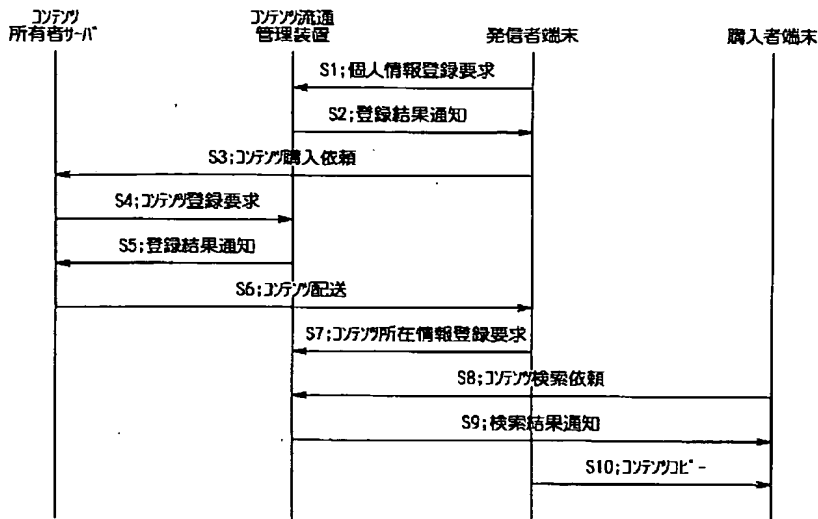 コンテンツ
所有者サーバ
コンテンツ流通
管理装置
発信者端末
購入者端末
S1;個人情報登録要求
S2;登録結果通知
S3;コンテンツ購入依頼
S4;コンテンツ登録要求
S5;登録結果通知
S6;コンテンツ配送
S7;コンテンツ所在情報登録要求
S8;コンテンツ検索依頼
S9;検索結果通知
S10;コンテンツコピー